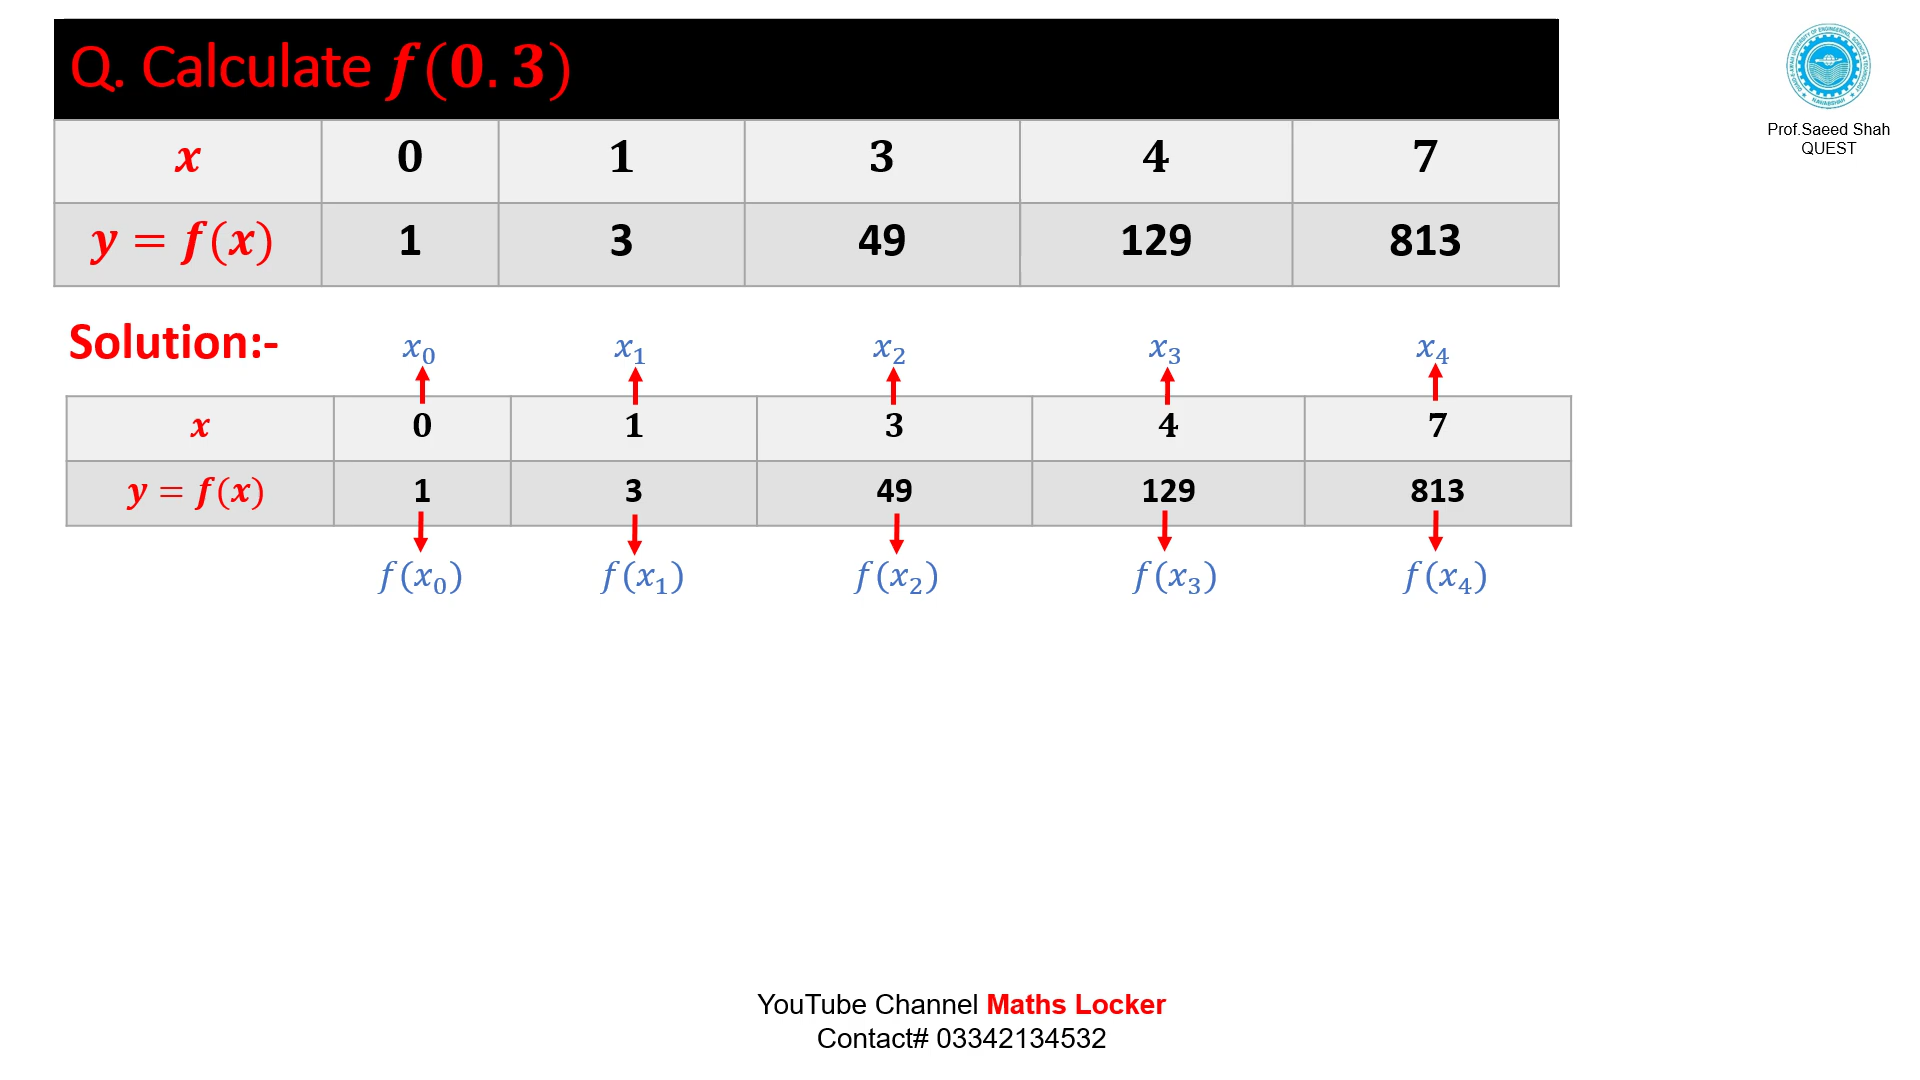 Q. Calculate f(0.3)
x 0 1 3 4 7
y = f(x) 1 3 49 129 813
Prof.Saeed Shah
QUEST
Solution:- x₀ x₁ x₂ x₃ x₄
x 0 1 3 4 7
y = f(x) 1 3 49 129 813
f(x₀) f(x₁) f(x₂) f(x₃) f(x₄)
YouTube Channel Maths Locker
Contact# 03342134532